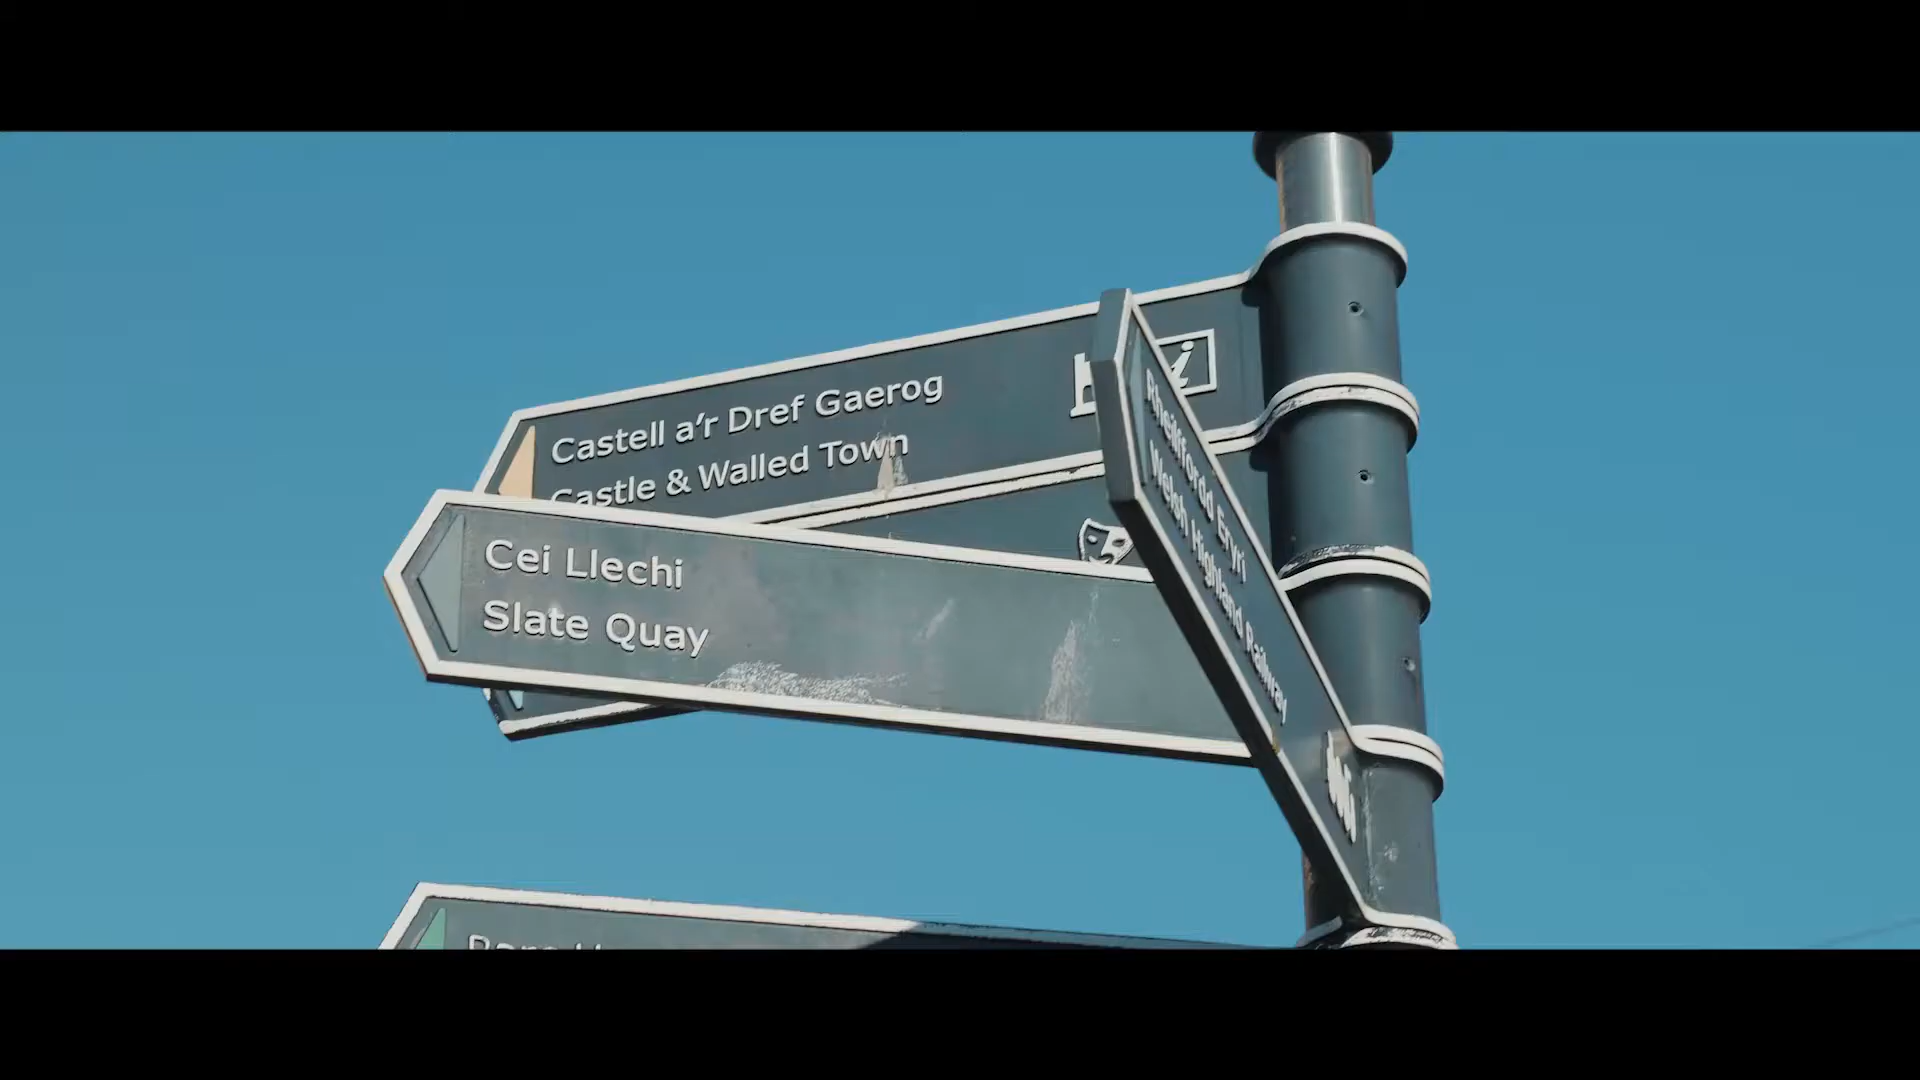 Castell a'r Dref Gaerog
Castle & Walled Town
i
Cei Llechi
Slate Quay
Rheilffordd Eryri
Welsh Highland Railway